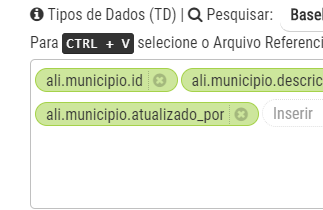 Tipos de Dados (TD) | Pesquisar: Base
Para CTRL + V selecione o Arquivo Referenci
ali.municipio.id ali.municipio.descric
ali.municipio.atualizado_por Inserir